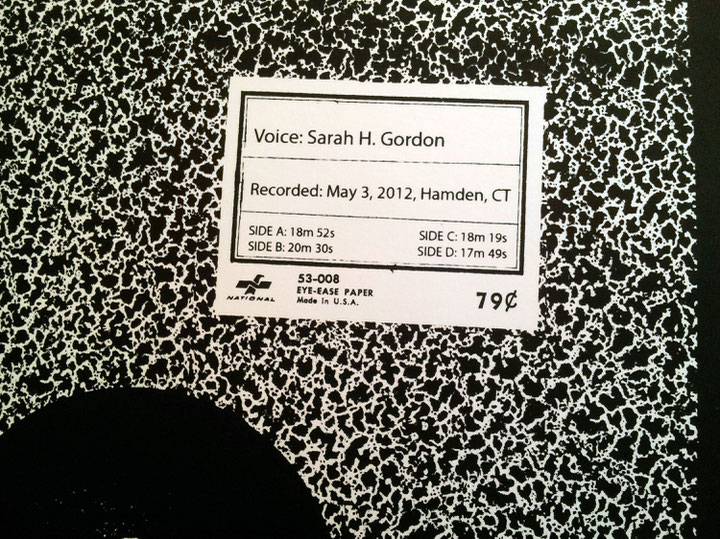 Voice: Sarah H. Gordon
Recorded: May 3, 2012, Hamden, CT
SIDE A: 18m 52s
SIDE B: 20m 30s
SIDE C: 18m 19s
SIDE D: 17m 49s
NATIONAL
53-008
EYE-EASE PAPER
Made in U.S.A.
79¢